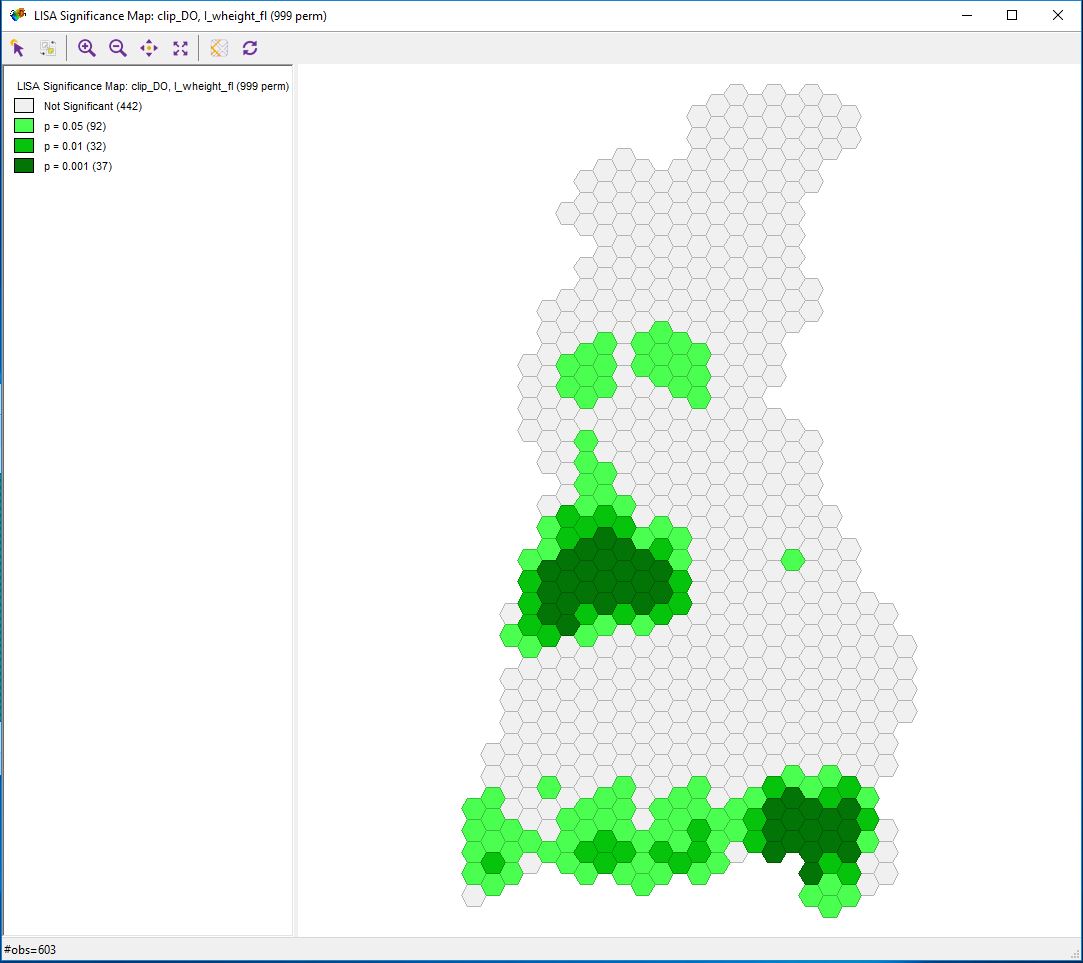 LISA Significance Map: clip_DO, I_wheight_fl (999 perm)
LISA Significance Map: clip_DO, I_wheight_fl (999 perm)
Not Significant (442)
p = 0.05 (92)
p = 0.01 (32)
p = 0.001 (37)
#obs=603